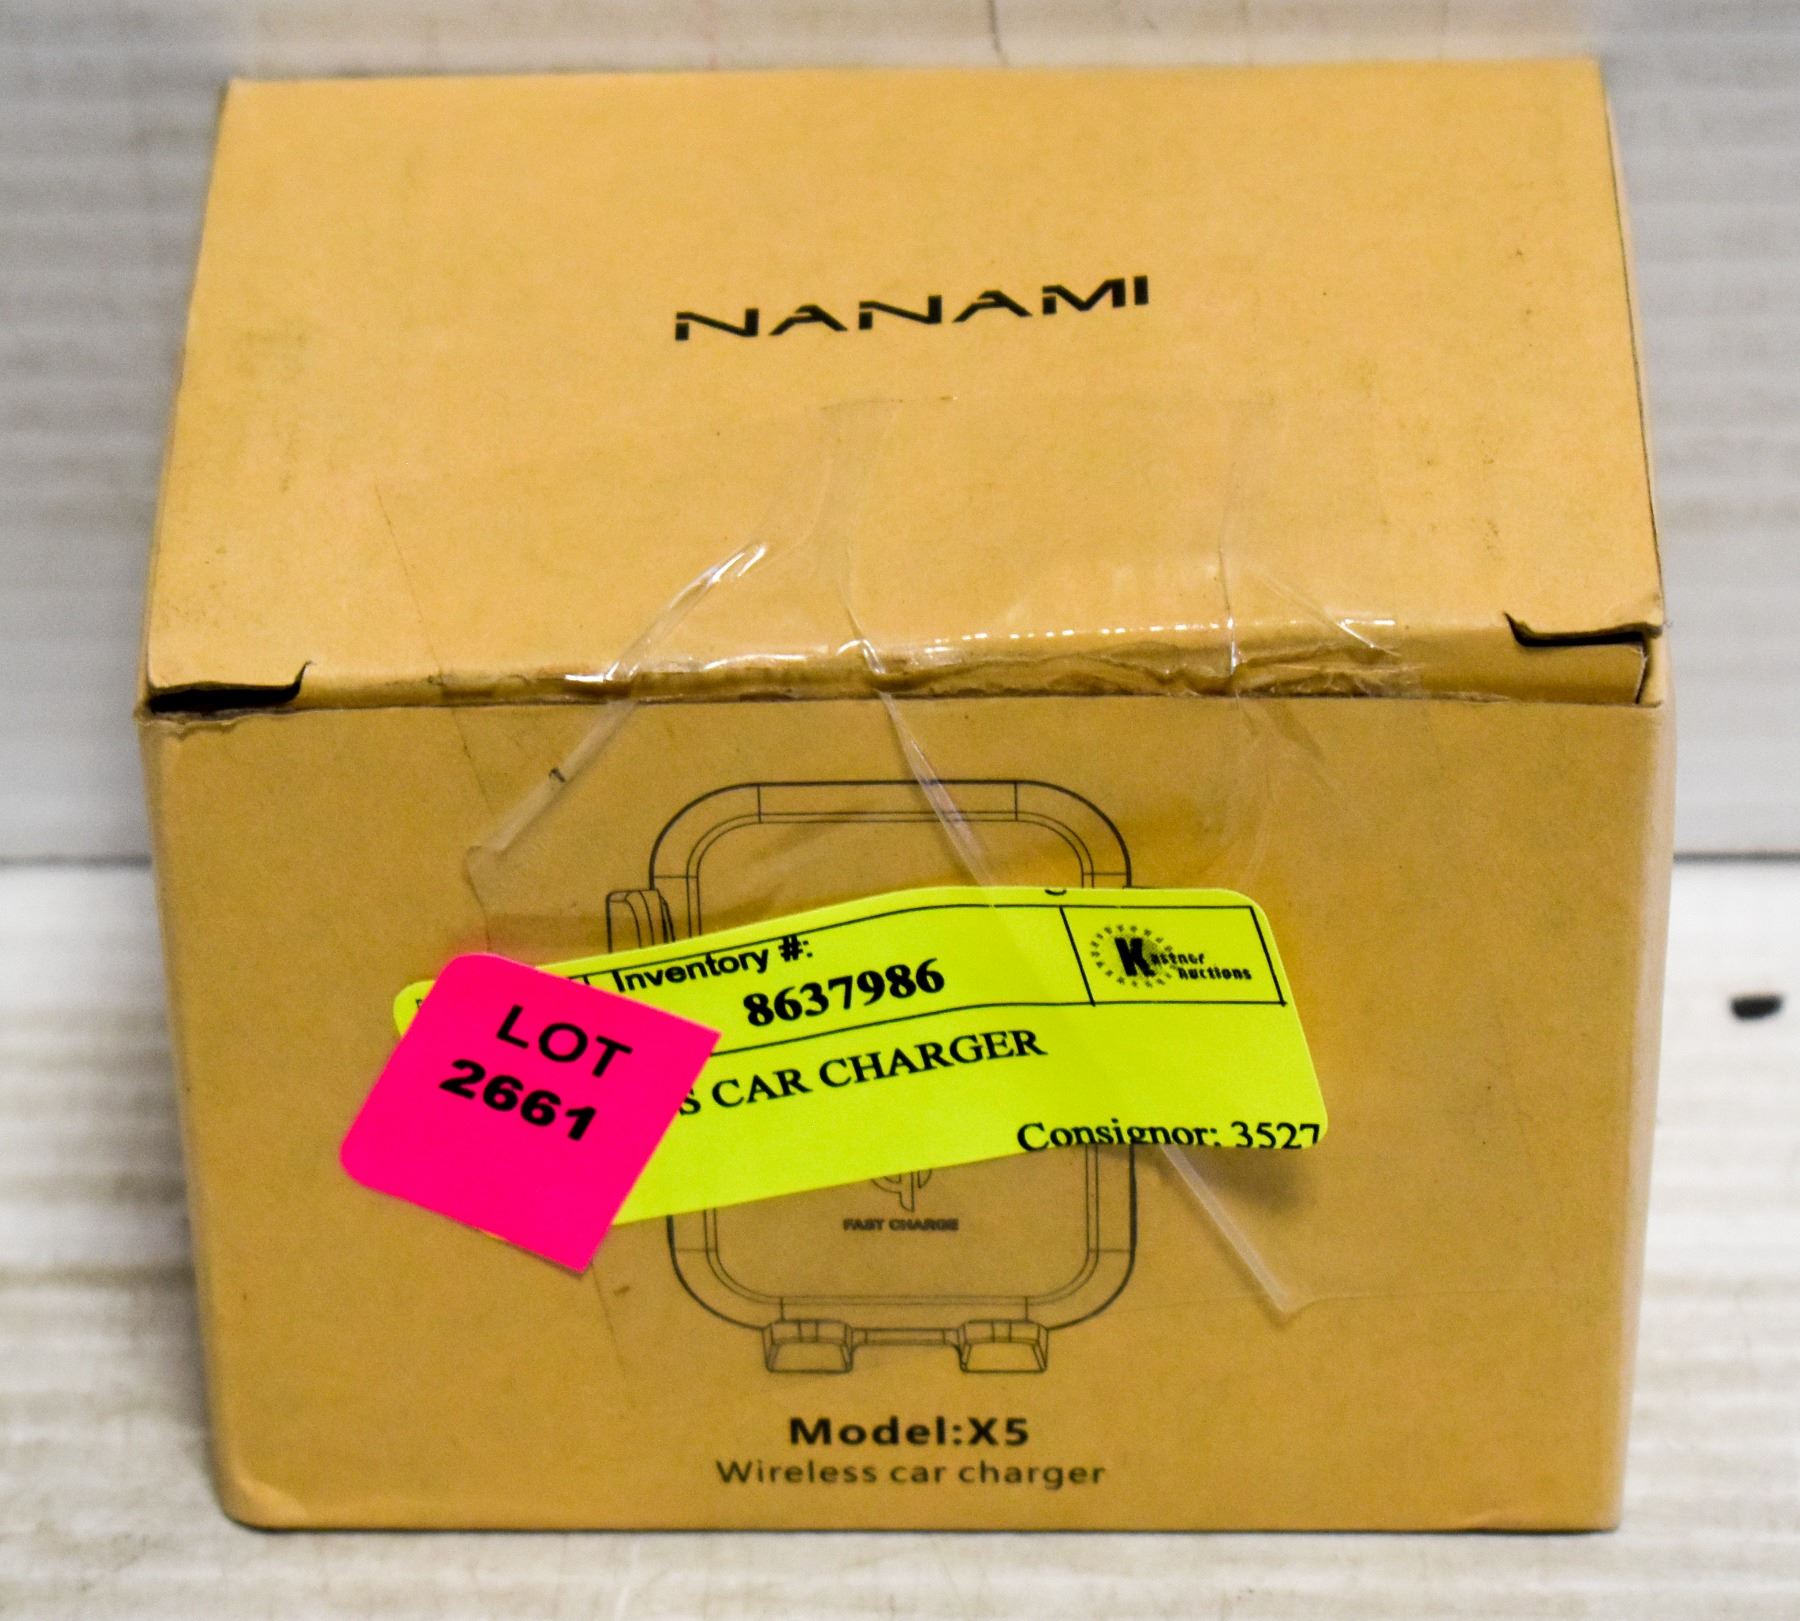 NANAMI
Inventory #:
8637986
Kastner
Auctions
LOT
2661
S CAR CHARGER
Consignor: 3527
FAST CHARGE
Model:X5
Wireless car charger